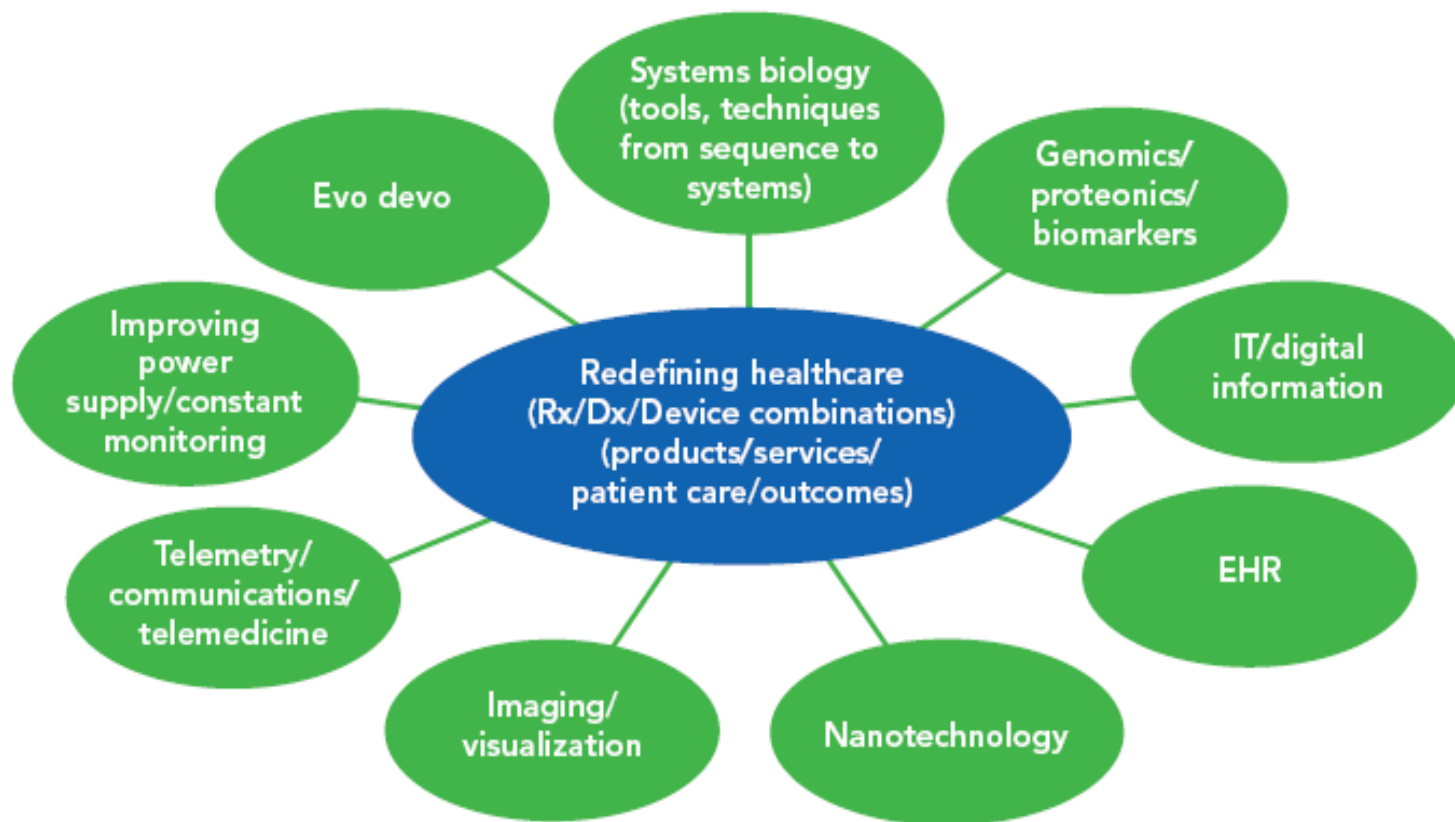 Systems biology
(tools, techniques
from sequence to
systems)
Genomics/
proteonics/
biomarkers
IT/digital
information
EHR
Nanotechnology
Imaging/
visualization
Telemetry/
communications/
telemedicine
Improving
power
supply/constant
monitoring
Evo devo
Redefining healthcare
(Rx/Dx/Device combinations)
(products/services/
patient care/outcomes)